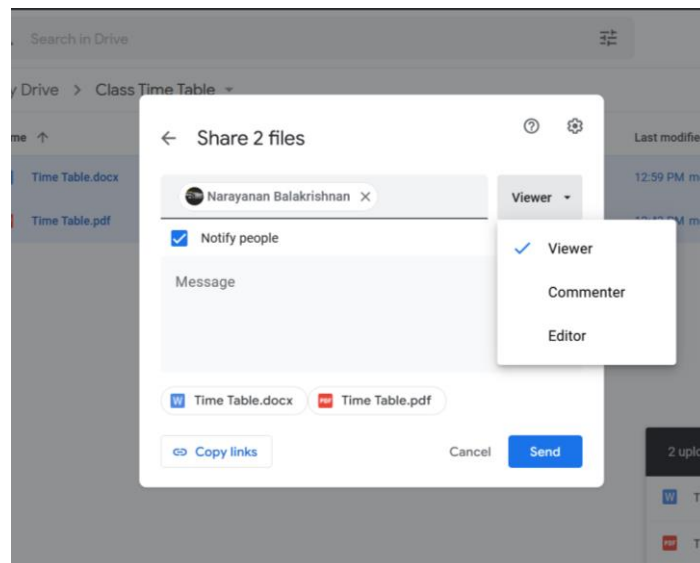 Search in Drive
y Drive > Class Time Table
me ↑
Last modifie
Share 2 files
Time Table.docx
12:59 PM m
Time Table.pdf
Narayanan Balakrishnan
Viewer
Notify people
Viewer
Message
Commenter
Editor
W Time Table.docx
PDF Time Table.pdf
Copy links
Cancel
Send
2 uplo
W T
PDF T